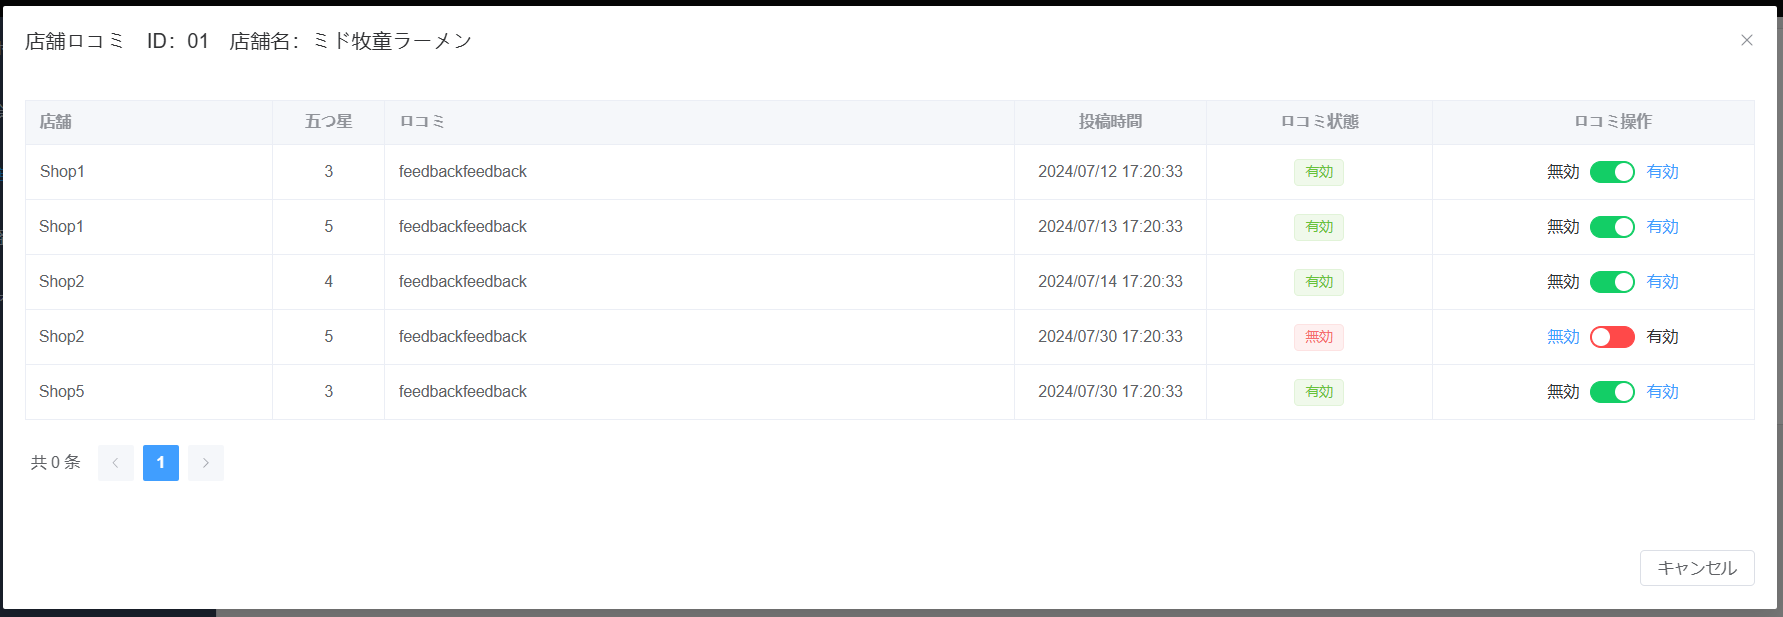 店舗口コミ ID：01 店舗名：ミド牧童ラーメン
店舗 五つ星 口コミ 投稿時間 口コミ状態 口コミ操作
Shop1 3 feedbackfeedback 2024/07/12 17:20:33 有効 無効 有効
Shop1 5 feedbackfeedback 2024/07/13 17:20:33 有効 無効 有効
Shop2 4 feedbackfeedback 2024/07/14 17:20:33 有効 無効 有効
Shop2 5 feedbackfeedback 2024/07/30 17:20:33 無効 無効 有効
Shop5 3 feedbackfeedback 2024/07/30 17:20:33 有効 無効 有効
共 0 条 1
キャンセル